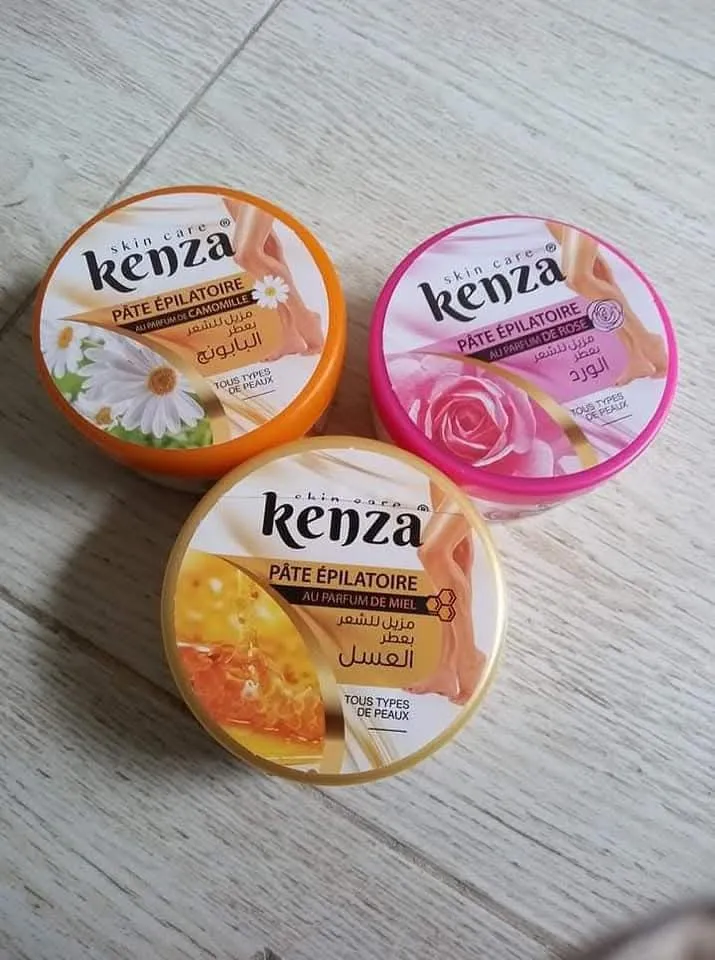 skin care ®
kenza
PÂTE ÉPILATOIRE
AU PARFUM DE CAMOMILLE
مزيل للشعر
بعطر
البابونج
TOUS TYPES
DE PEAUX
skin care ®
kenza
PÂTE ÉPILATOIRE
AU PARFUM DE ROSE
مزيل للشعر
بعطر
الورد
TOUS TYPES
DE PEAUX
skin care ®
kenza
PÂTE ÉPILATOIRE
AU PARFUM DE MIEL
مزيل للشعر
بعطر
العسل
TOUS TYPES
DE PEAUX